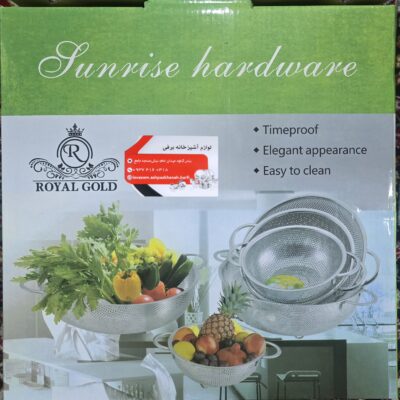 Sunrise hardware
R
ROYAL GOLD
لوازم آشپزخانه برقی
• Timeproof
• Elegant appearance
• Easy to clean